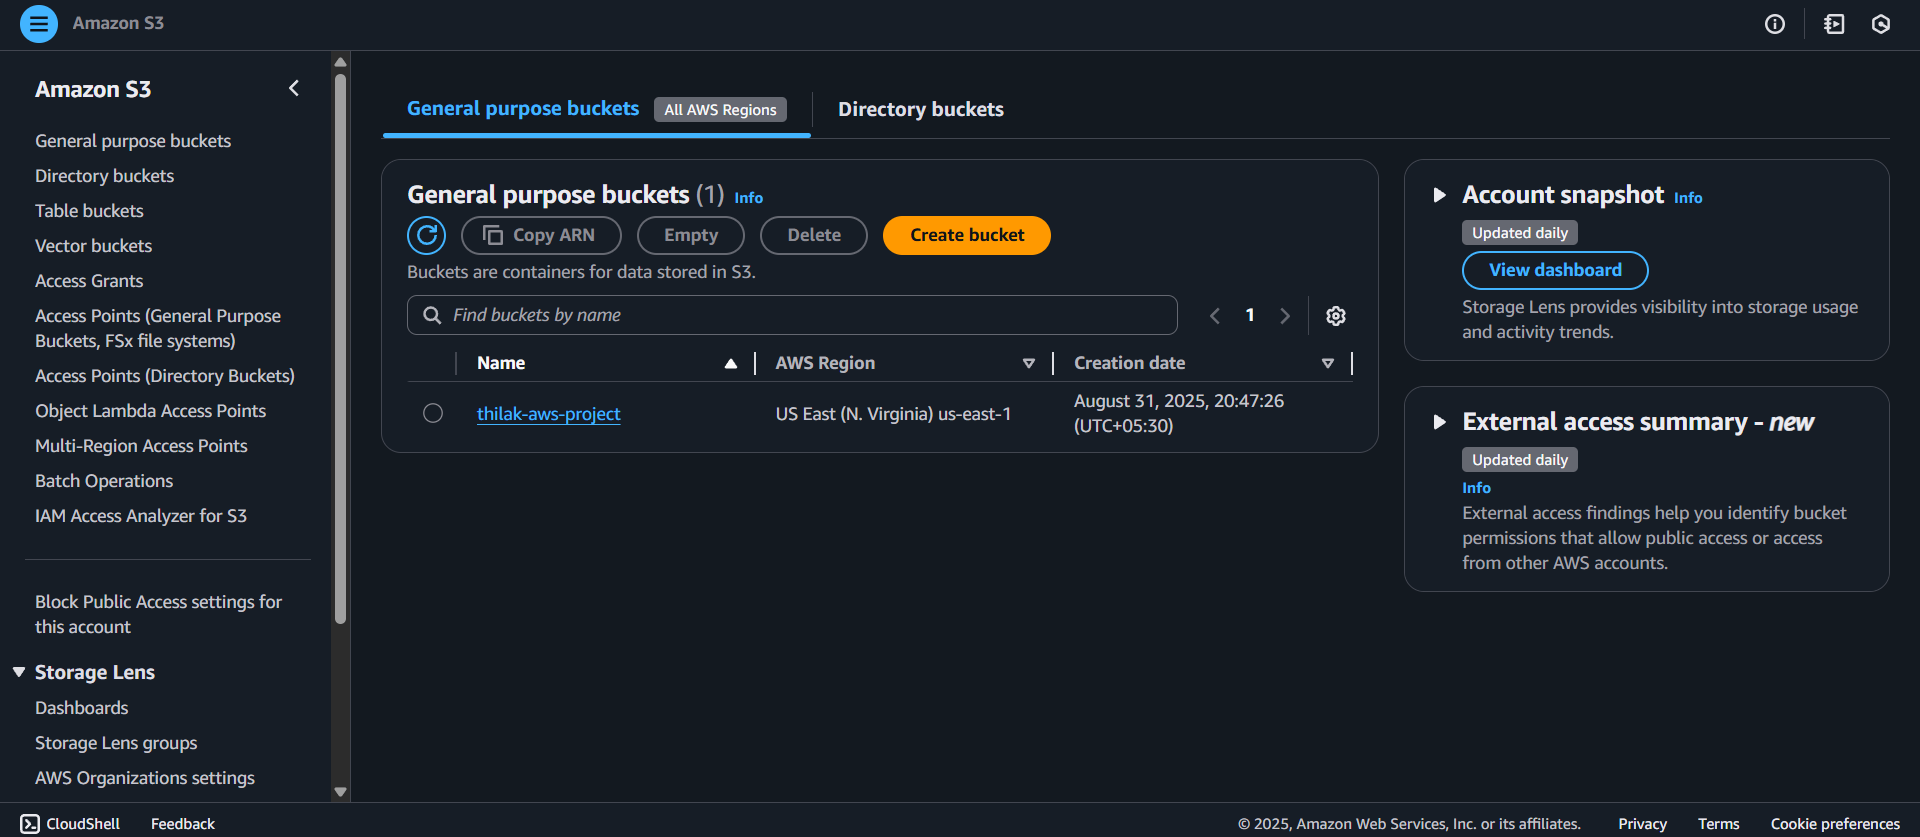 Amazon S3
Amazon S3
General purpose buckets
Directory buckets
Table buckets
Vector buckets
Access Grants
Access Points (General Purpose
Buckets, FSx file systems)
Access Points (Directory Buckets)
Object Lambda Access Points
Multi-Region Access Points
Batch Operations
IAM Access Analyzer for S3
Block Public Access settings for
this account
Storage Lens
Dashboards
Storage Lens groups
AWS Organizations settings
General purpose buckets All AWS Regions Directory buckets
General purpose buckets (1) Info
Copy ARN Empty Delete Create bucket
Buckets are containers for data stored in S3.
Find buckets by name 1
Name AWS Region Creation date
thilak-aws-project US East (N. Virginia) us-east-1 August 31, 2025, 20:47:26
(UTC+05:30)
Account snapshot Info
Updated daily
View dashboard
Storage Lens provides visibility into storage usage
and activity trends.
External access summary - new
Updated daily
Info
External access findings help you identify bucket
permissions that allow public access or access
from other AWS accounts.
CloudShell Feedback © 2025, Amazon Web Services, Inc. or its affiliates. Privacy Terms Cookie preferences